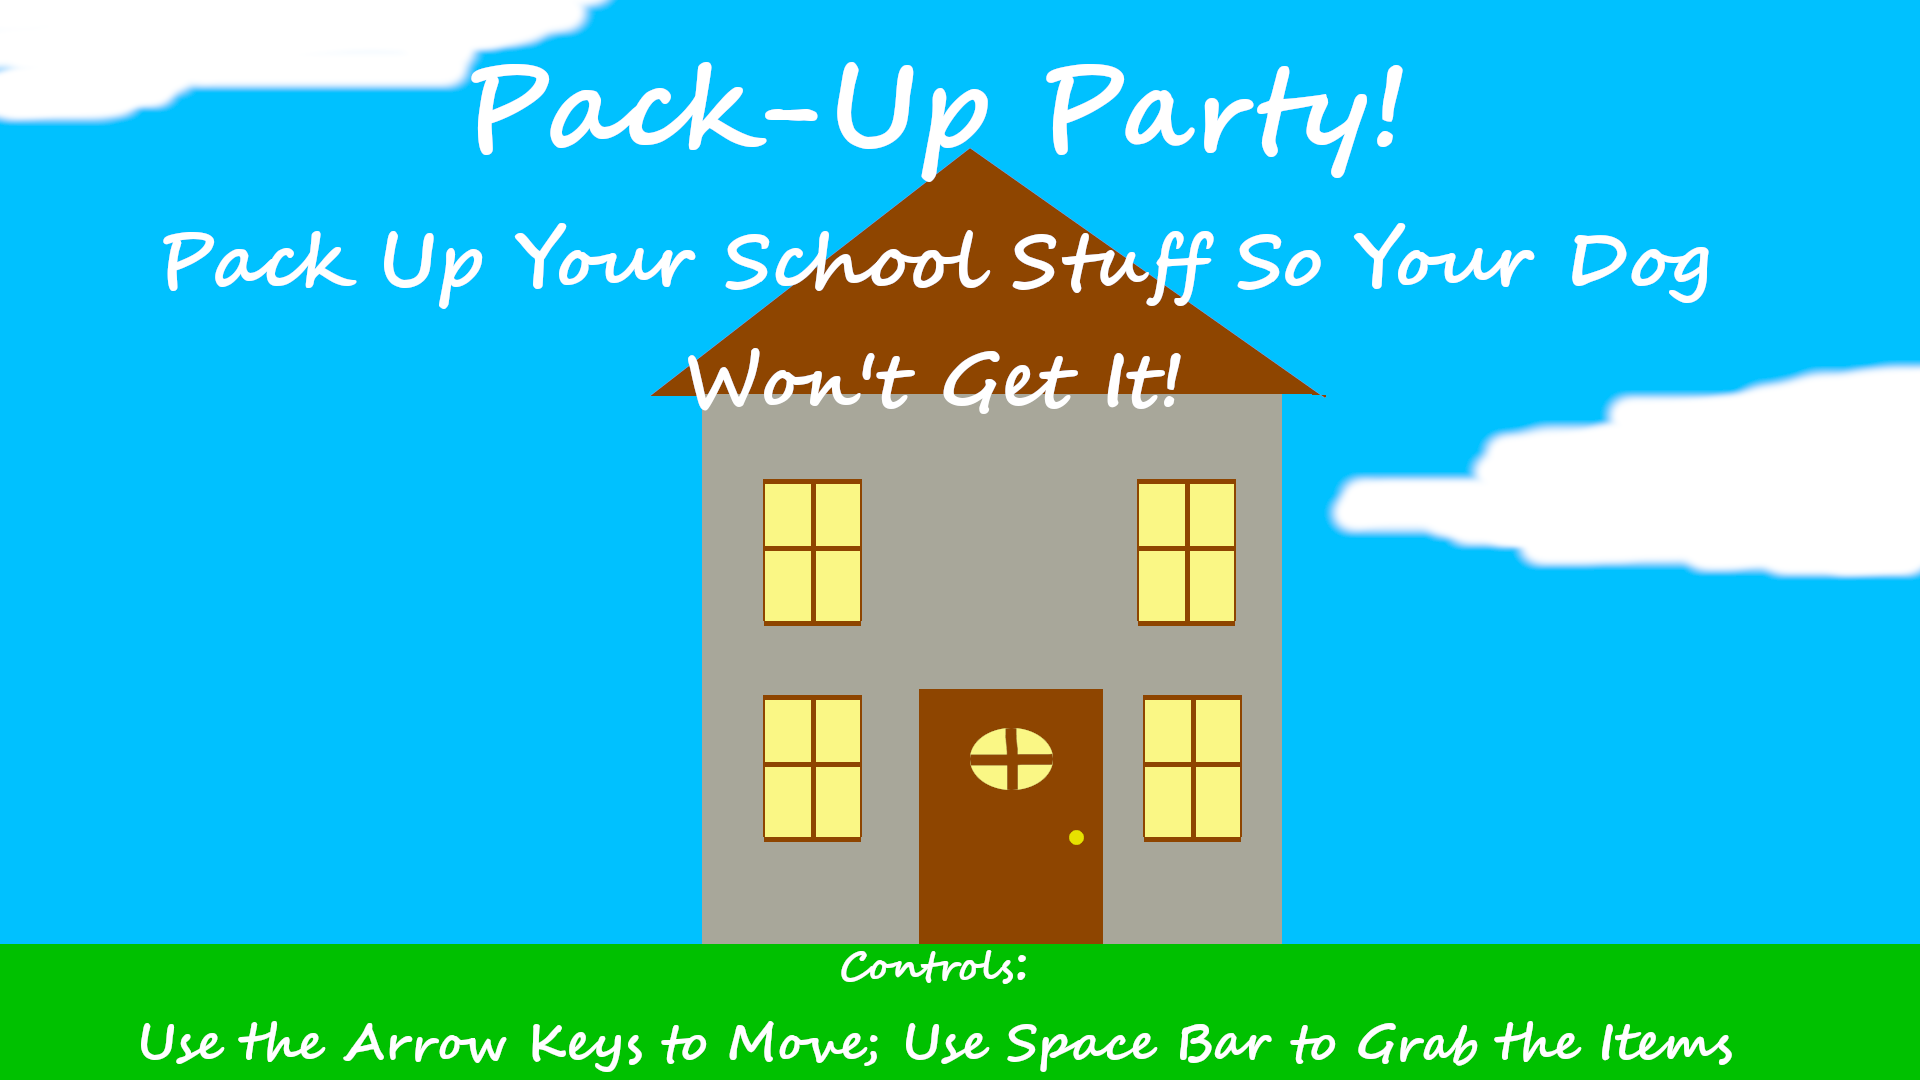 Pack-Up Party!
Pack Up Your School Stuff So Your Dog
Won't Get It!
Controls:
Use the Arrow Keys to Move; Use Space Bar to Grab the Items